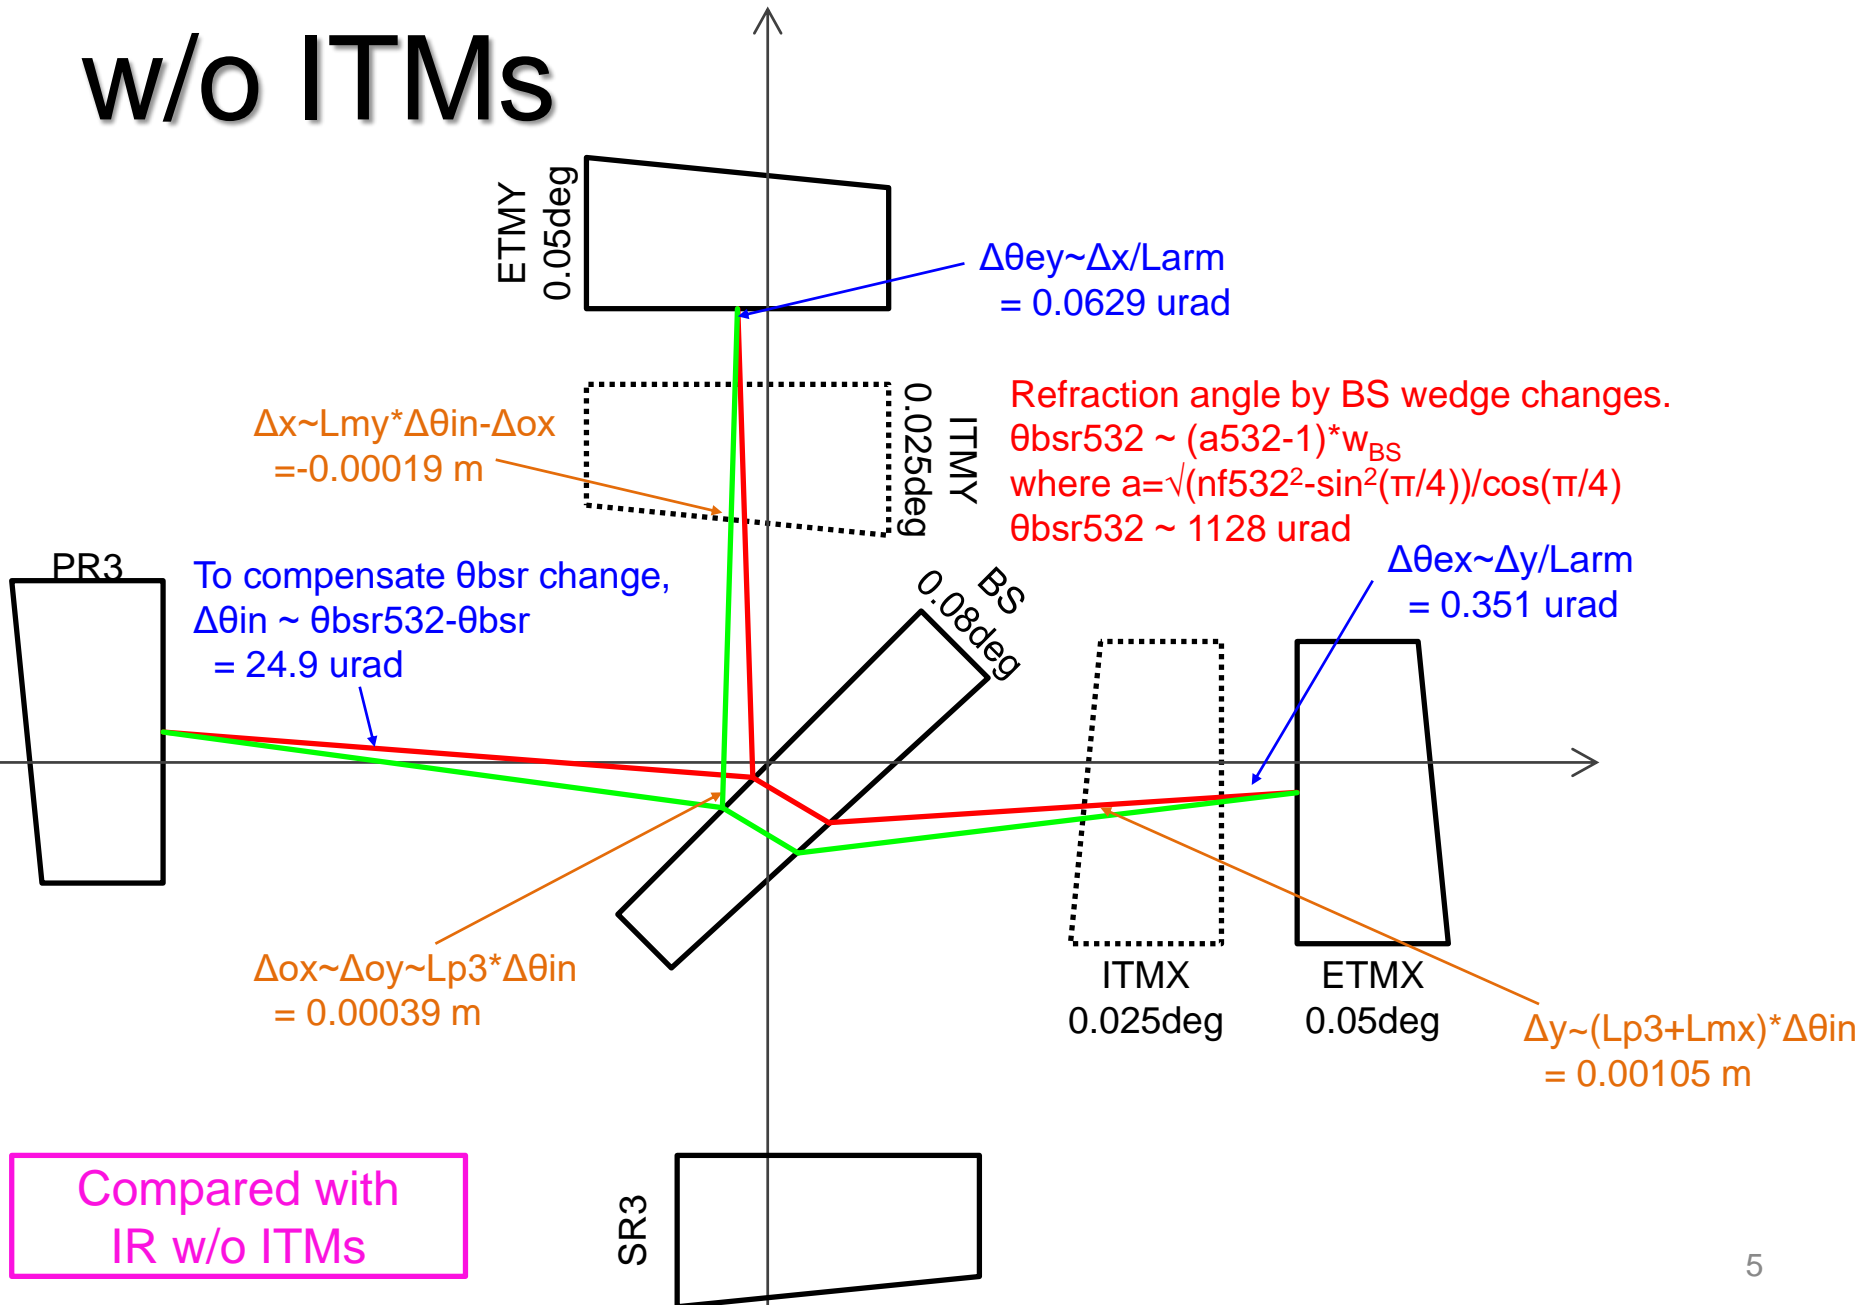 w/o ITMs
ETMY
0.05deg
Δθey~Δx/Larm
= 0.0629 urad
Δx~Lmy*Δθin-Δox
=-0.00019 m
ITMY
0.025deg
Refraction angle by BS wedge changes.
θbsr532 ~ (a532-1)*w_BS
where a=√(nf532²-sin²(π/4))/cos(π/4)
θbsr532 ~ 1128 urad
PR3
To compensate θbsr change,
Δθin ~ θbsr532-θbsr
= 24.9 urad
BS
0.08deg
Δθex~Δy/Larm
= 0.351 urad
Δox~Δoy~Lp3*Δθin
= 0.00039 m
ITMX
0.025deg
ETMX
0.05deg
Δy~(Lp3+Lmx)*Δθin
= 0.00105 m
Compared with
IR w/o ITMs
SR3
5